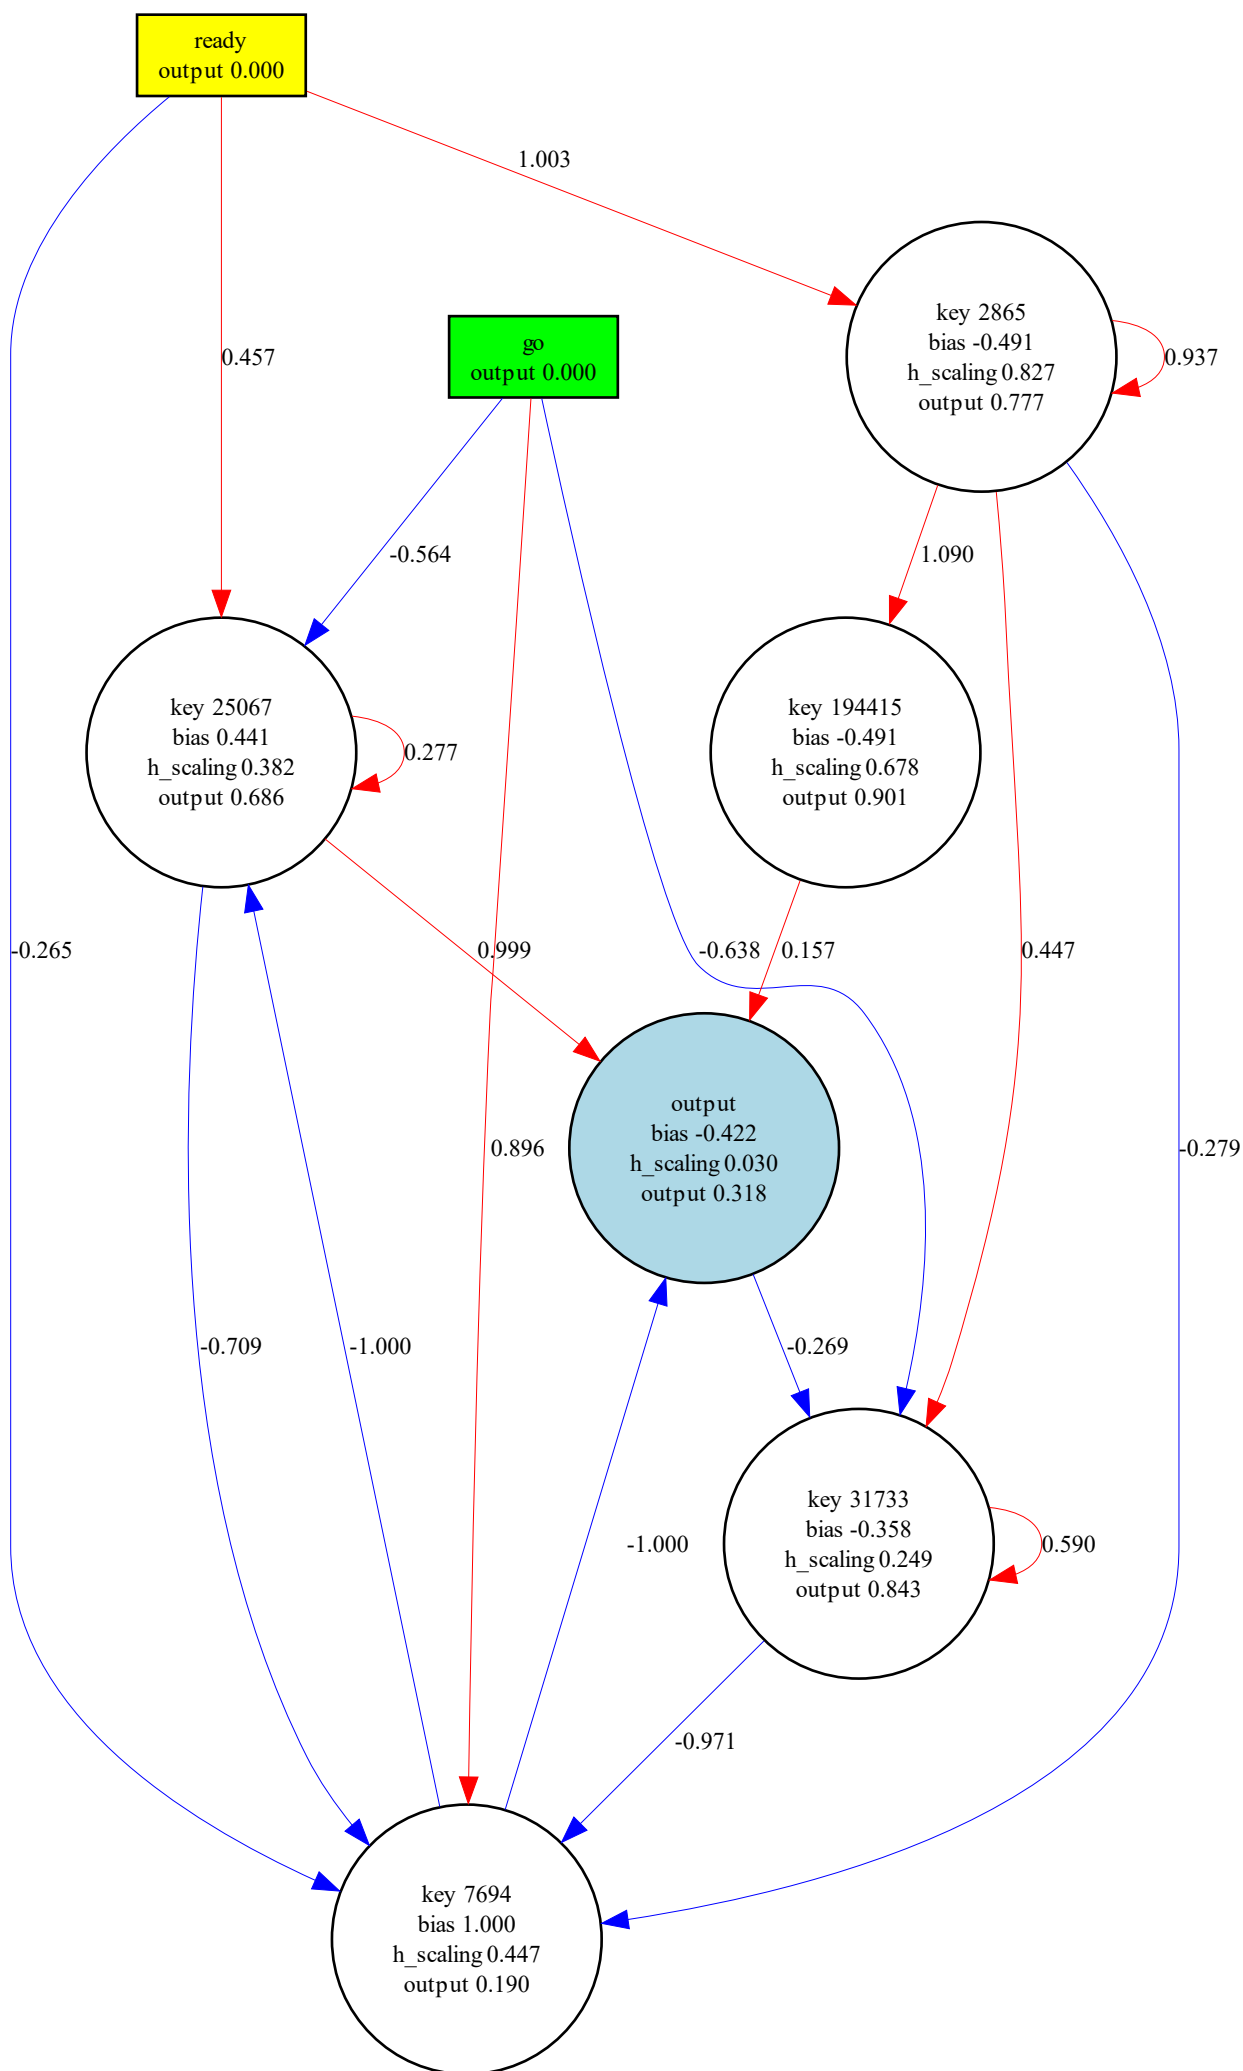 ready
output 0.000
1.003
key 2865
bias -0.491
h_scaling 0.827
output 0.777
0.937
0.457
go
output 0.000
-0.564
1.090
key 25067
bias 0.441
h_scaling 0.382
output 0.686
0.277
key 194415
bias -0.491
h_scaling 0.678
output 0.901
-0.265
0.999
-0.638
0.157
0.447
output
bias -0.422
h_scaling 0.030
output 0.318
0.896
-0.279
-0.709
-1.000
-0.269
key 31733
bias -0.358
h_scaling 0.249
output 0.843
-1.000
0.590
-0.971
key 7694
bias 1.000
h_scaling 0.447
output 0.190